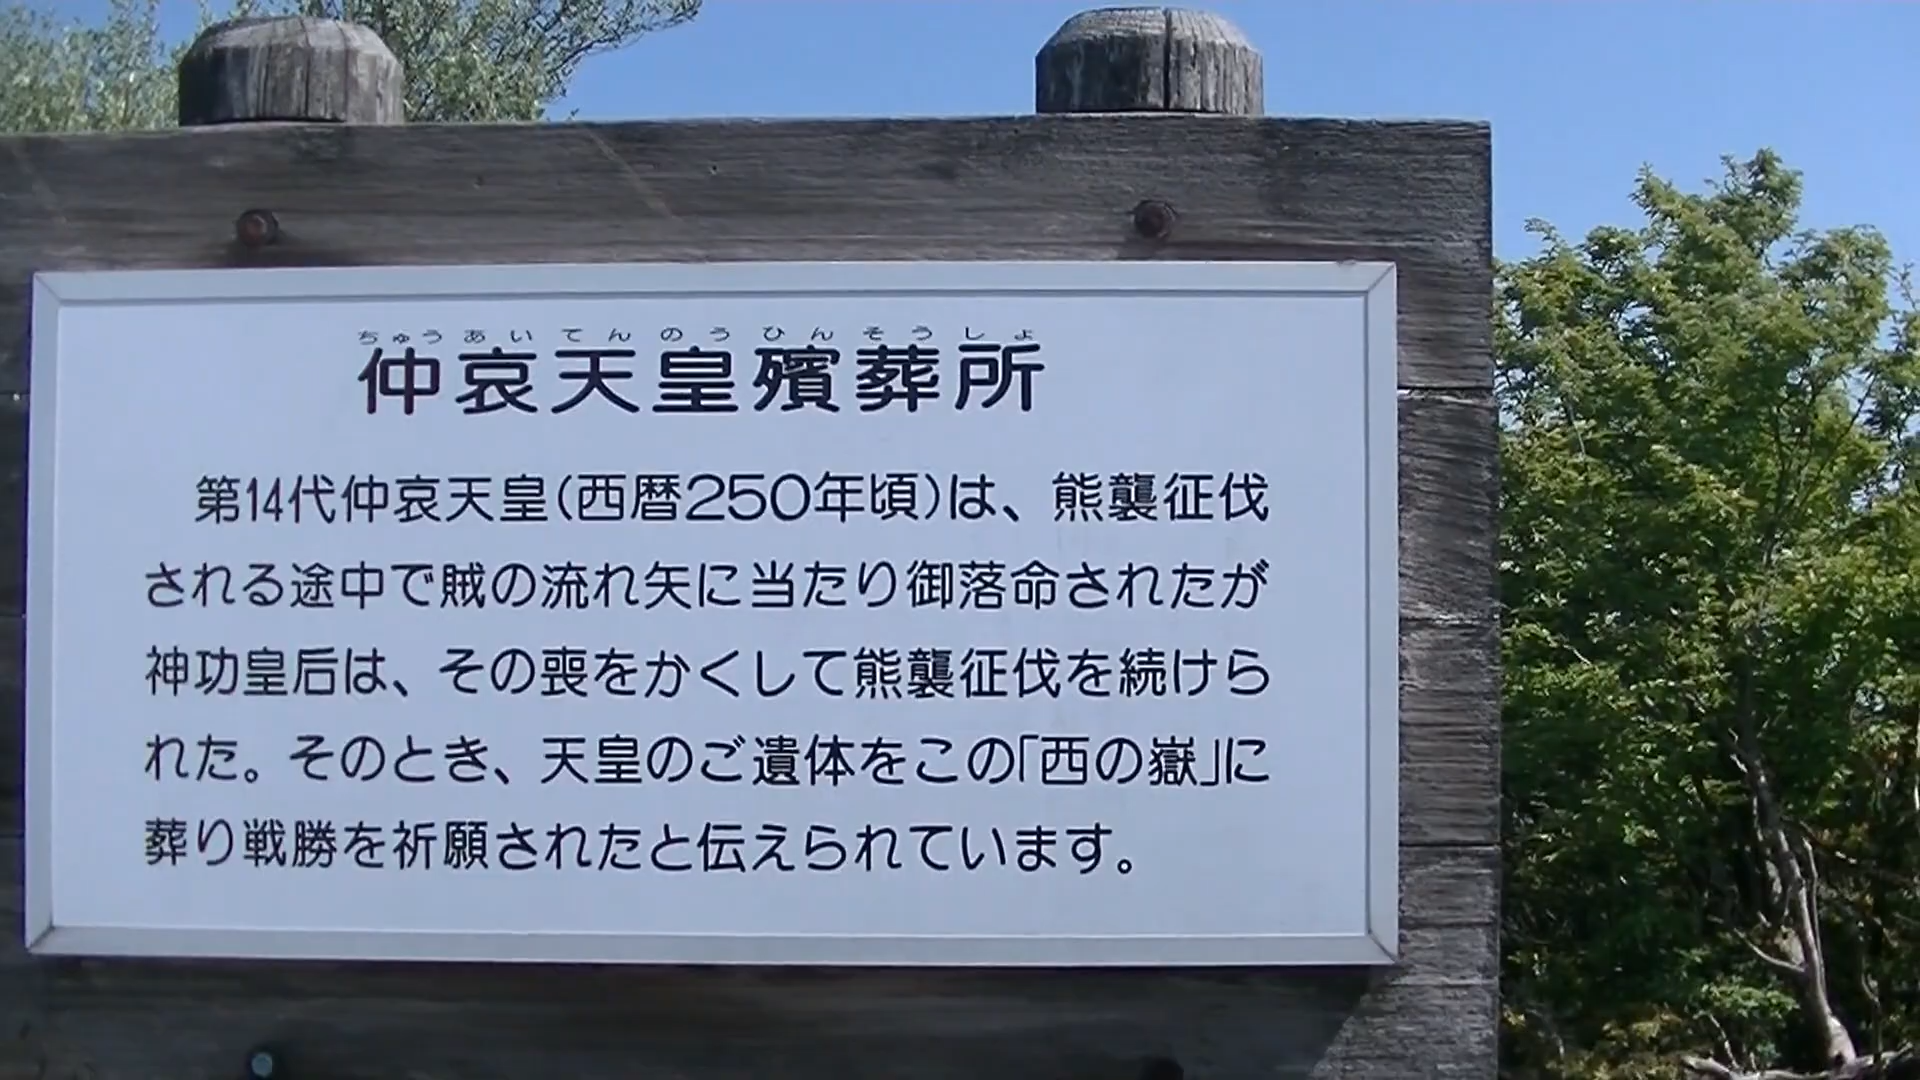 ちゅうあいてんのうひんそうしょ
仲哀天皇殯葬所
第14代仲哀天皇(西暦250年頃)は、熊襲征伐
される途中で賊の流れ矢に当たり御落命されたが
神功皇后は、その喪をかくして熊襲征伐を続けら
れた。そのとき、天皇のご遺体をこの「西の嶽」に
葬り戦勝を祈願されたと伝えられています。